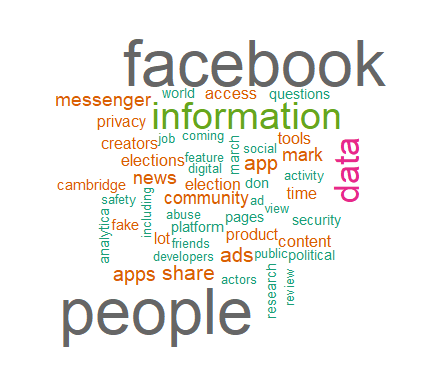 facebook
world access questions
messenger
information
privacy
job coming
tools
creators
march
social
data
elections
feature
app
mark
digital
news
activity
cambridge
election don
time
safety
including
community
ad
view
analytica
fake
abuse
pages
security
platform
lot
friends
product
content
developers
ads
public
political
apps
share
actors
research
review
people